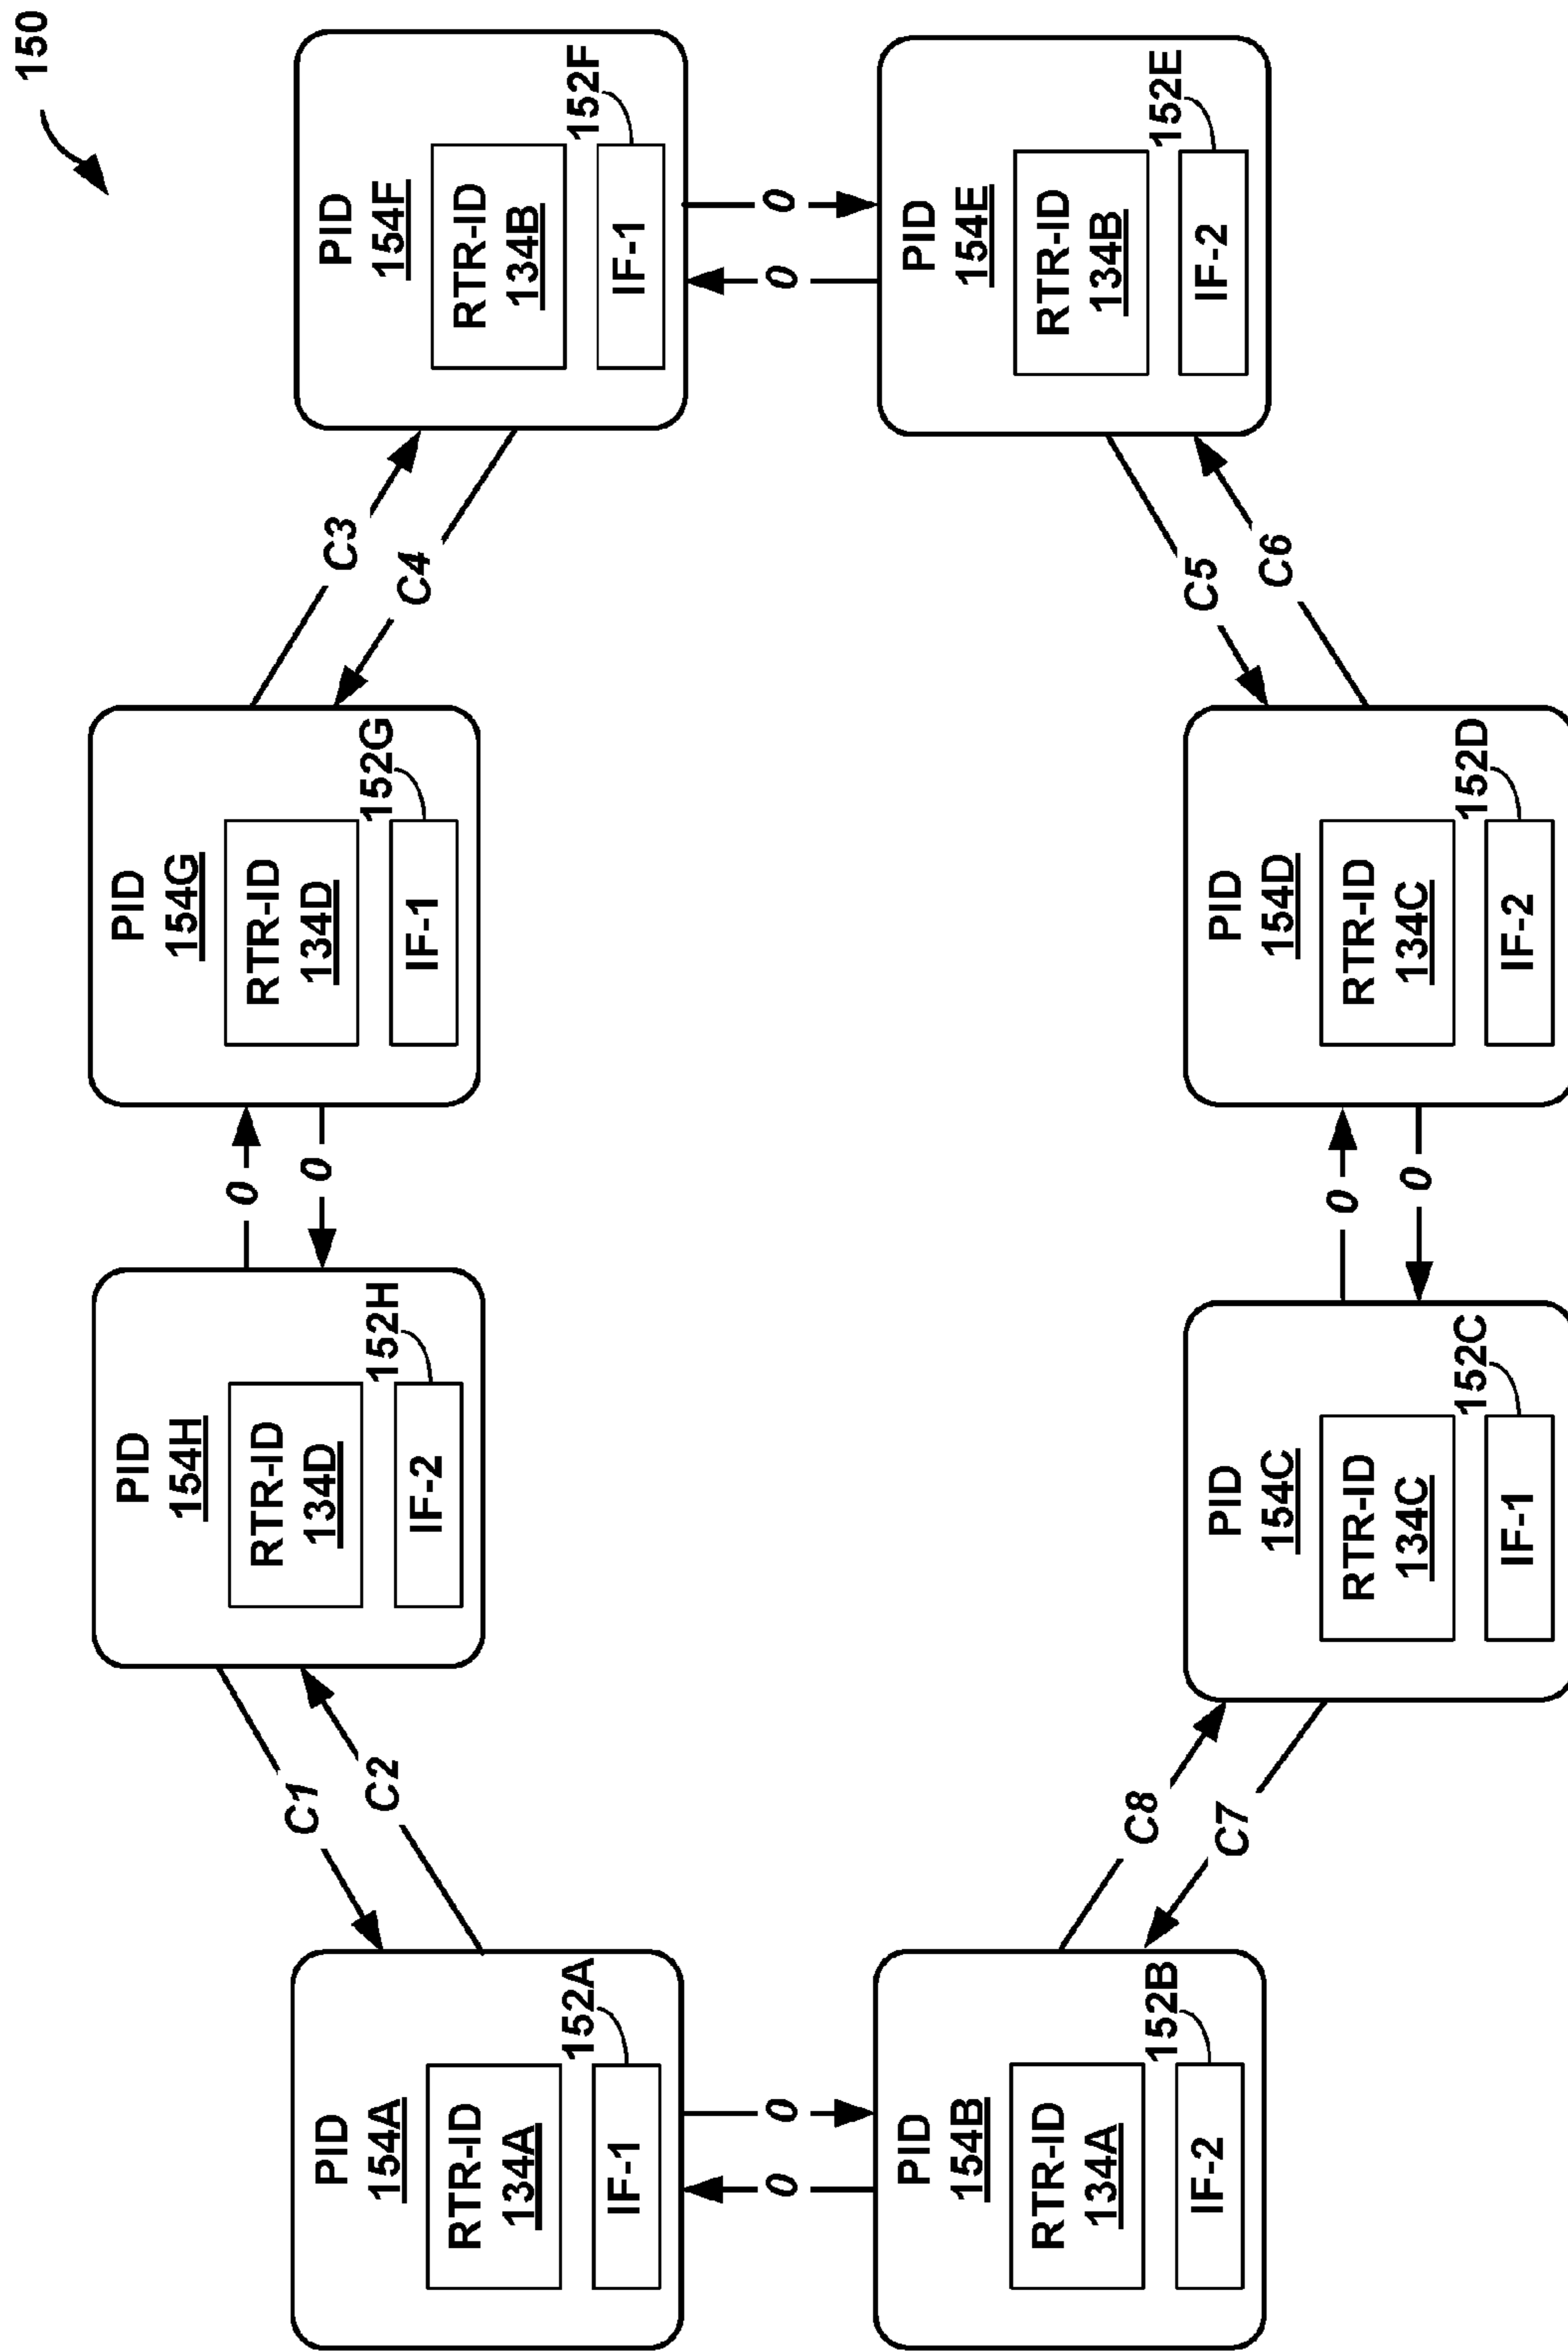 150
PID
154A
RTR-ID
134A
IF-1
152A
PID
154H
RTR-ID
134D
IF-2
152H
PID
154G
RTR-ID
134D
IF-1
152G
PID
154F
RTR-ID
134B
IF-1
152F
C1
C2
0
0
C3
C4
0
0
0
0
PID
154B
RTR-ID
134A
IF-2
152B
PID
154C
RTR-ID
134C
IF-1
152C
PID
154D
RTR-ID
134C
IF-2
152D
PID
154E
RTR-ID
134B
IF-2
152E
C8
C7
0
0
C5
C6